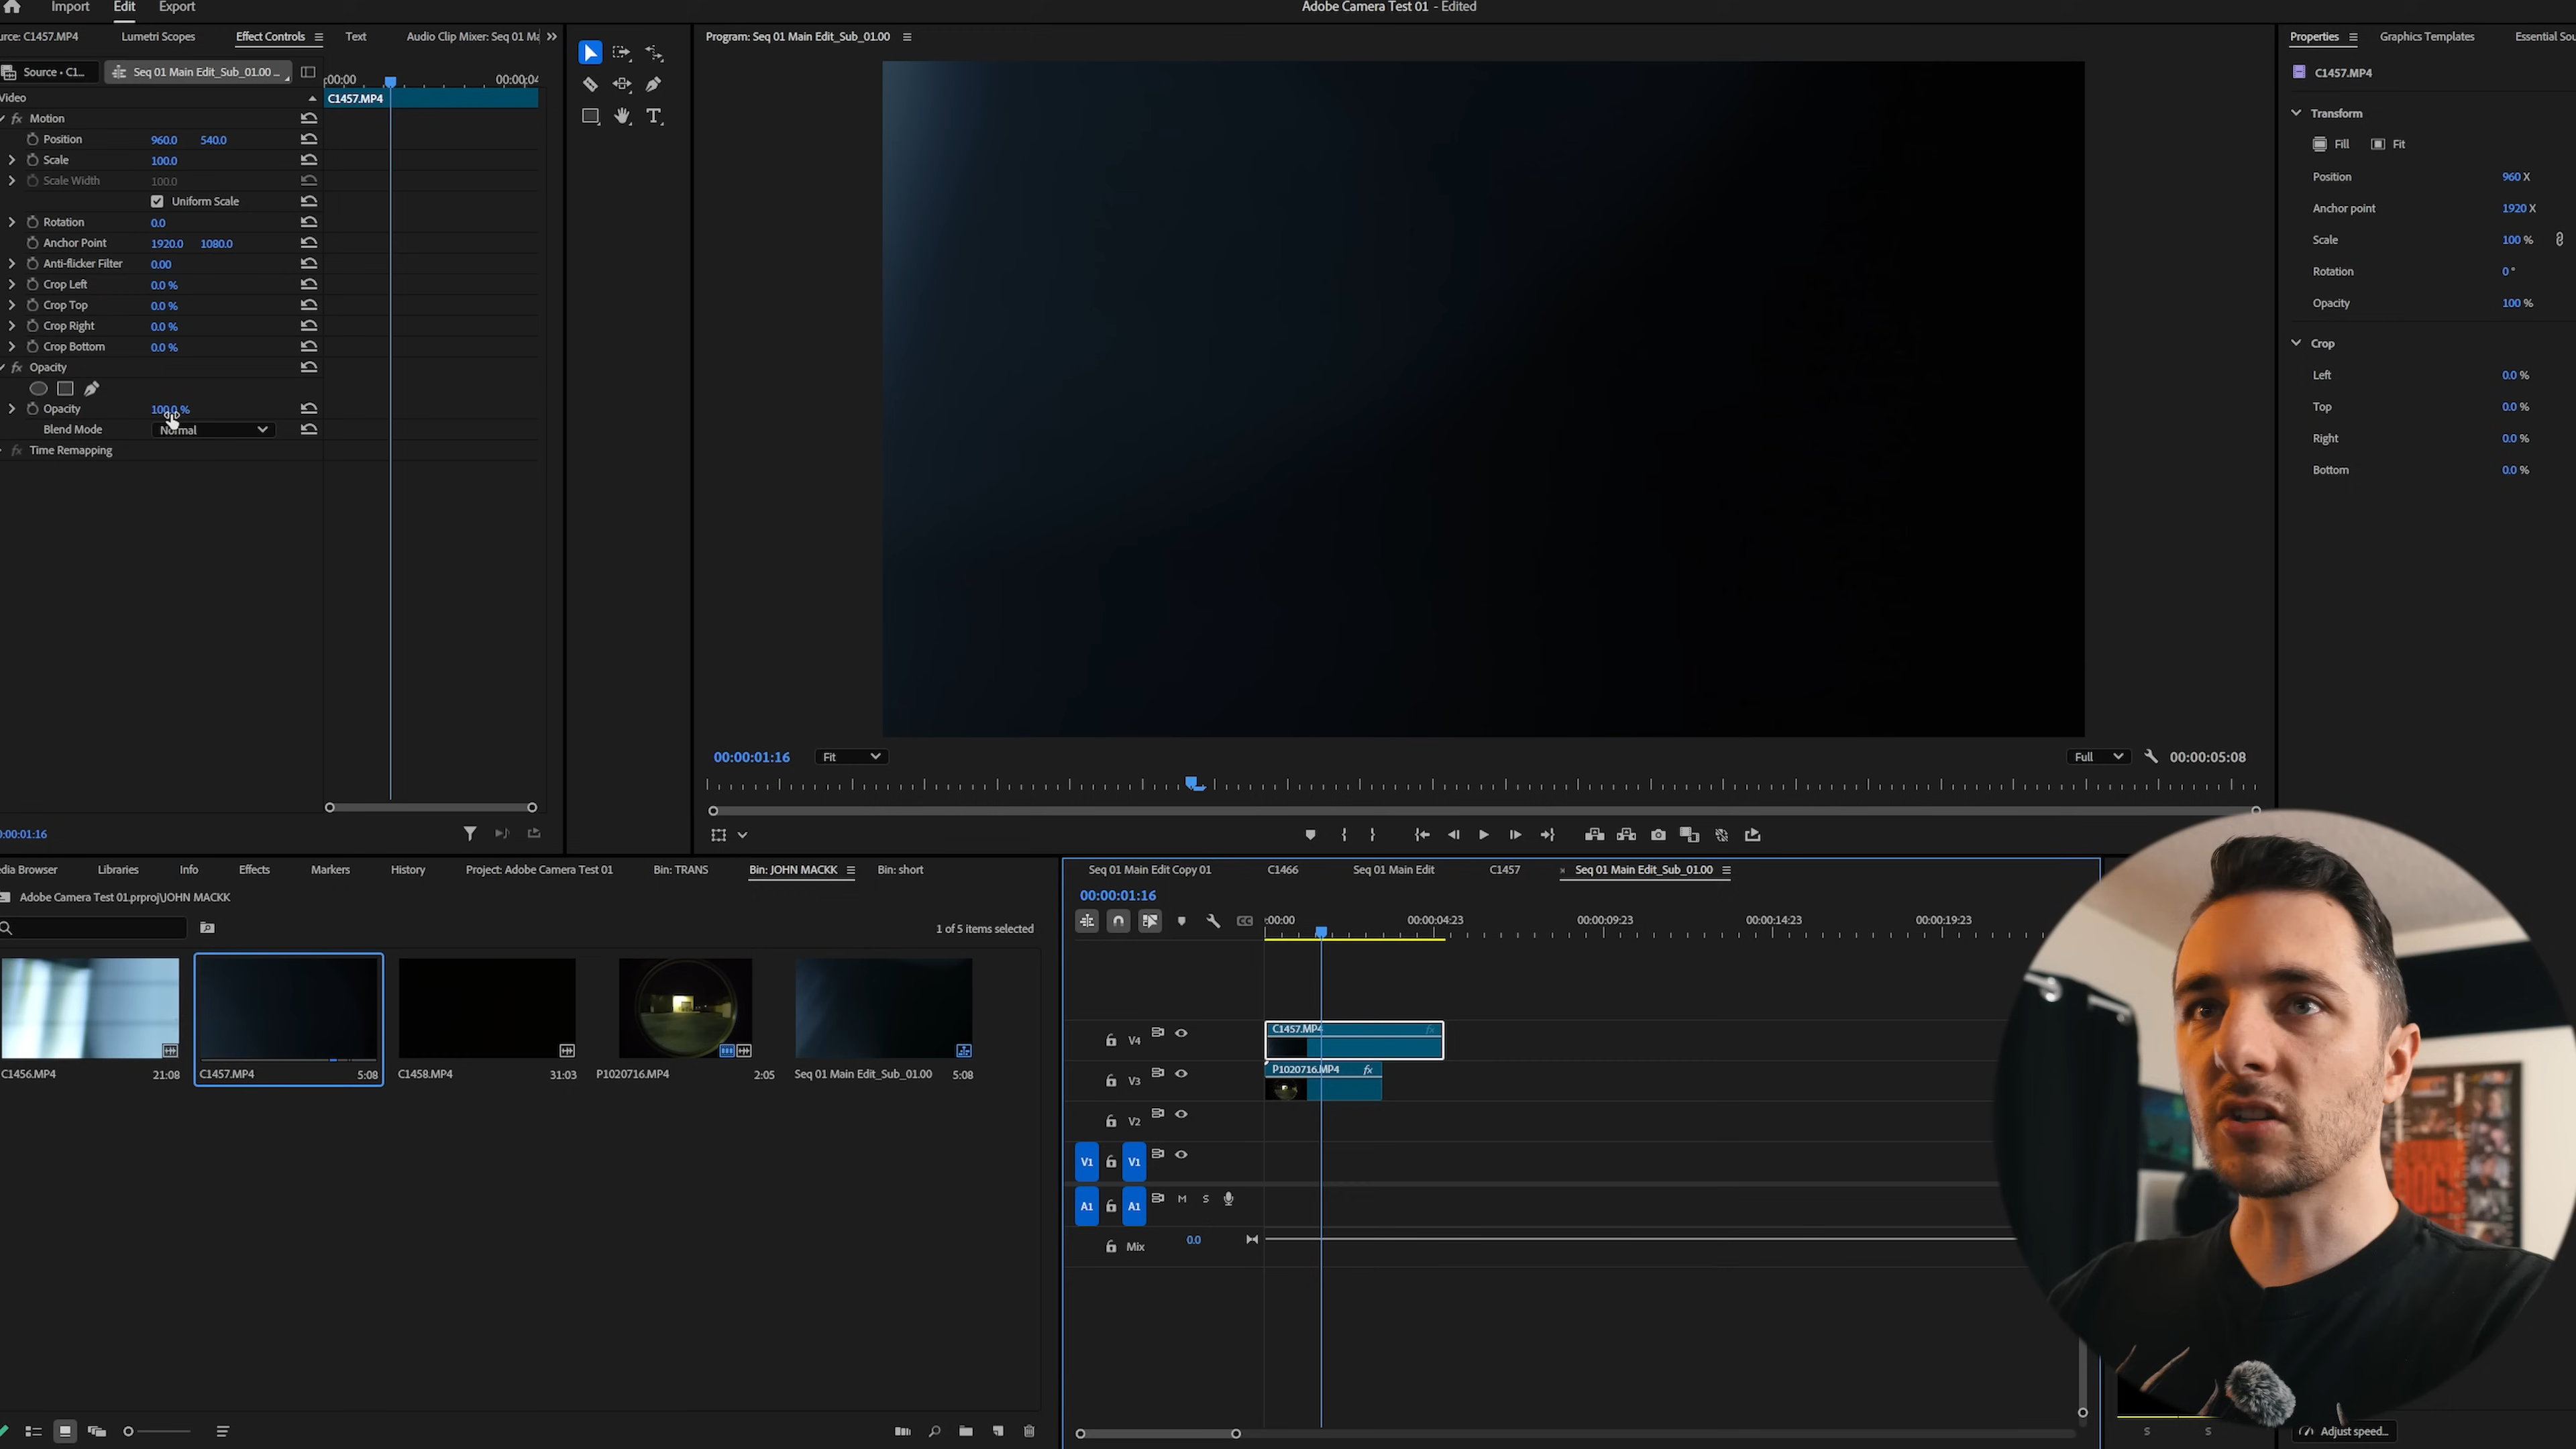 Import Edit Export
Adobe Camera Test 01 - Edited
urce: C1457.MP4 Lumetri Scopes Effect Controls Text Audio Clip Mixer: Seq 01 Ma
Source • C1... Seq 01 Main Edit_Sub_01.00 ...
:00:00 00:00:04
Video
C1457.MP4
Motion
Position 960.0 540.0
Scale 100.0
Scale Width 100.0
Uniform Scale
Rotation 0.0
Anchor Point 1920.0 1080.0
Anti-flicker Filter 0.00
Crop Left 0.0 %
Crop Top 0.0 %
Crop Right 0.0 %
Crop Bottom 0.0 %
Opacity
Opacity 100.0 %
Blend Mode Normal
Time Remapping
0:00:01:16
Program: Seq 01 Main Edit_Sub_01.00
00:00:01:16 Fit Full 00:00:05:08
Properties Graphics Templates Essential Sou
C1457.MP4
Transform
Fill Fit
Position 960 X
Anchor point 1920 X
Scale 100 %
Rotation 0 °
Opacity 100 %
Crop
Left 0.0 %
Top 0.0 %
Right 0.0 %
Bottom 0.0 %
edia Browser Libraries Info Effects Markers History Project: Adobe Camera Test 01 Bin: TRANS Bin: JOHN MACKK Bin: short
Adobe Camera Test 01.prproj\JOHN MACKK
1 of 5 items selected
C1456.MP4 21:08
C1457.MP4 5:08
C1458.MP4 31:03
P1020716.MP4 2:05
Seq 01 Main Edit_Sub_01.00 5:08
Seq 01 Main Edit Copy 01 C1466 Seq 01 Main Edit C1457 × Seq 01 Main Edit_Sub_01.00
00:00:01:16
:00:00 00:00:04:23 00:00:09:23 00:00:14:23 00:00:19:23
V4 C1457.MP4 fx
V3 P1020716.MP4 fx
V2
V1 V1
A1 A1 M S
Mix 0.0
S S
Adjust speed...